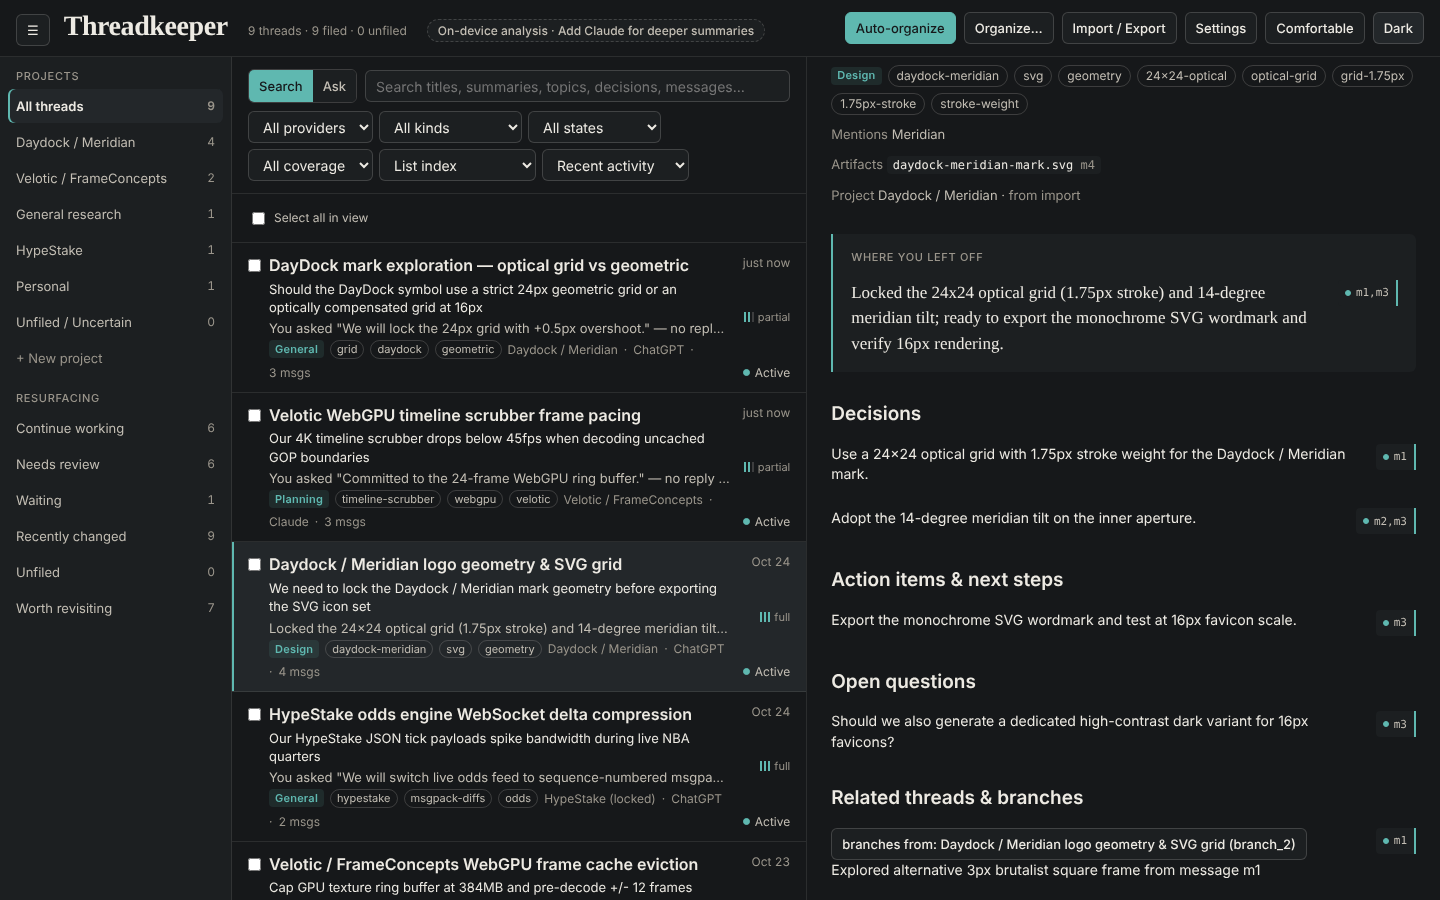 ☰ Threadkeeper 9 threads · 9 filed · 0 unfiled On-device analysis · Add Claude for deeper summaries Auto-organize Organize... Import / Export Settings Comfortable Dark
PROJECTS
All threads 9
Daydock / Meridian 4
Velotic / FrameConcepts 2
General research 1
HypeStake 1
Personal 1
Unfiled / Uncertain 0
+ New project
RESURFACING
Continue working 6
Needs review 6
Waiting 1
Recently changed 9
Unfiled 0
Worth revisiting 7
Search Ask Search titles, summaries, topics, decisions, messages...
All providers All kinds All states
All coverage List index Recent activity
Select all in view
DayDock mark exploration — optical grid vs geometric just now
Should the DayDock symbol use a strict 24px geometric grid or an
optically compensated grid at 16px
partial
You asked "We will lock the 24px grid with +0.5px overshoot." — no repl...
General grid daydock geometric Daydock / Meridian · ChatGPT ·
3 msgs Active
Velotic WebGPU timeline scrubber frame pacing just now
Our 4K timeline scrubber drops below 45fps when decoding uncached
GOP boundaries
partial
You asked "Committed to the 24-frame WebGPU ring buffer." — no reply ...
Planning timeline-scrubber webgpu velotic Velotic / FrameConcepts ·
Claude · 3 msgs Active
Daydock / Meridian logo geometry & SVG grid Oct 24
We need to lock the Daydock / Meridian mark geometry before exporting
the SVG icon set
full
Locked the 24×24 optical grid (1.75px stroke) and 14-degree meridian tilt...
Design daydock-meridian svg geometry Daydock / Meridian · ChatGPT
· 4 msgs Active
HypeStake odds engine WebSocket delta compression Oct 24
Our HypeStake JSON tick payloads spike bandwidth during live NBA
quarters
full
You asked "We will switch live odds feed to sequence-numbered msgpa...
General hypestake msgpack-diffs odds HypeStake (locked) · ChatGPT
· 2 msgs Active
Velotic / FrameConcepts WebGPU frame cache eviction Oct 23
Cap GPU texture ring buffer at 384MB and pre-decode +/- 12 frames
Design daydock-meridian svg geometry 24×24-optical optical-grid grid-1.75px
1.75px-stroke stroke-weight
Mentions Meridian
Artifacts daydock-meridian-mark.svg m4
Project Daydock / Meridian · from import
WHERE YOU LEFT OFF
Locked the 24x24 optical grid (1.75px stroke) and 14-degree m1,m3
meridian tilt; ready to export the monochrome SVG wordmark and
verify 16px rendering.
Decisions
Use a 24×24 optical grid with 1.75px stroke weight for the Daydock / Meridian m1
mark.
Adopt the 14-degree meridian tilt on the inner aperture. m2,m3
Action items & next steps
Export the monochrome SVG wordmark and test at 16px favicon scale. m3
Open questions
Should we also generate a dedicated high-contrast dark variant for 16px m3
favicons?
Related threads & branches
branches from: Daydock / Meridian logo geometry & SVG grid (branch_2) m1
Explored alternative 3px brutalist square frame from message m1